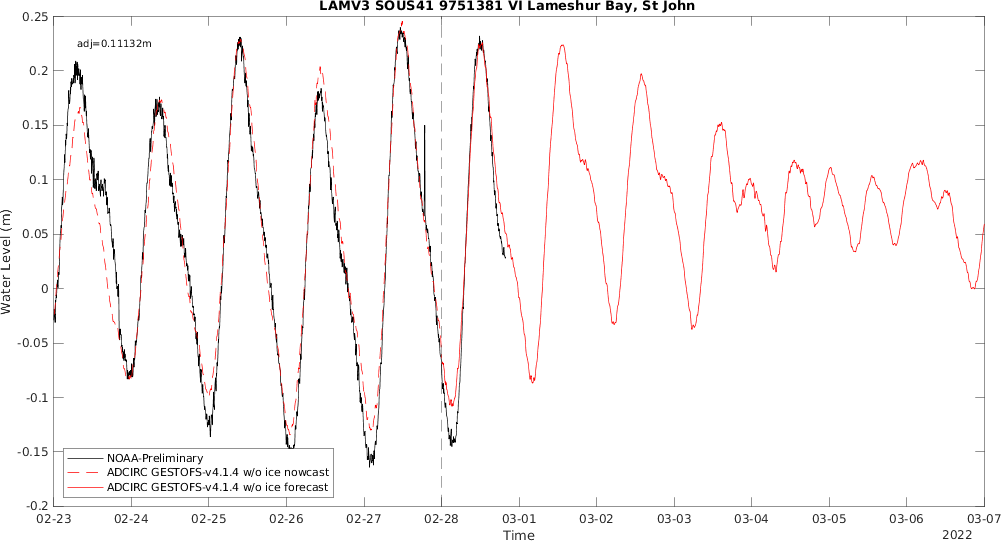 LAMV3 SOUS41 9751381 VI Lameshur Bay, St John
adj=0.11132m
Water Level (m)
0.25
0.2
0.15
0.1
0.05
0
-0.05
-0.1
-0.15
-0.2
NOAA-Preliminary
ADCIRC GESTOFS-v4.1.4 w/o ice nowcast
ADCIRC GESTOFS-v4.1.4 w/o ice forecast
02-23 02-24 02-25 02-26 02-27 02-28 03-01 03-02 03-03 03-04 03-05 03-06 03-07
Time
2022